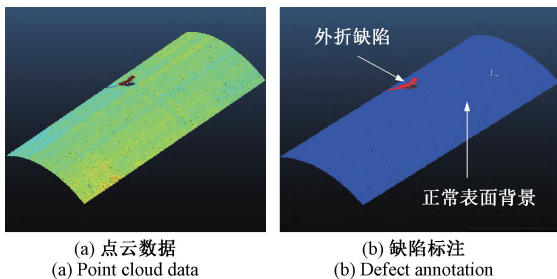 外折缺陷
正常表面背景
(a) 点云数据
(a) Point cloud data
(b) 缺陷标注
(b) Defect annotation